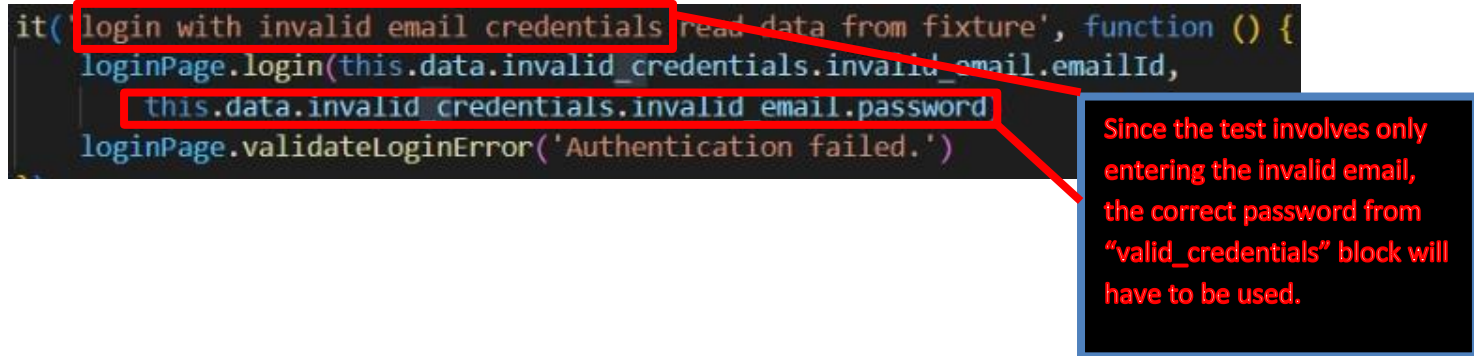 it('login with invalid email credentials read data from fixture', function () {
loginPage.login(this.data.invalid_credentials.invalid_email.emailId,
this.data.invalid_credentials.invalid_email.password)
loginPage.validateLoginError('Authentication failed.')
Since the test involves only
entering the invalid email,
the correct password from
“valid_credentials” block will
have to be used.